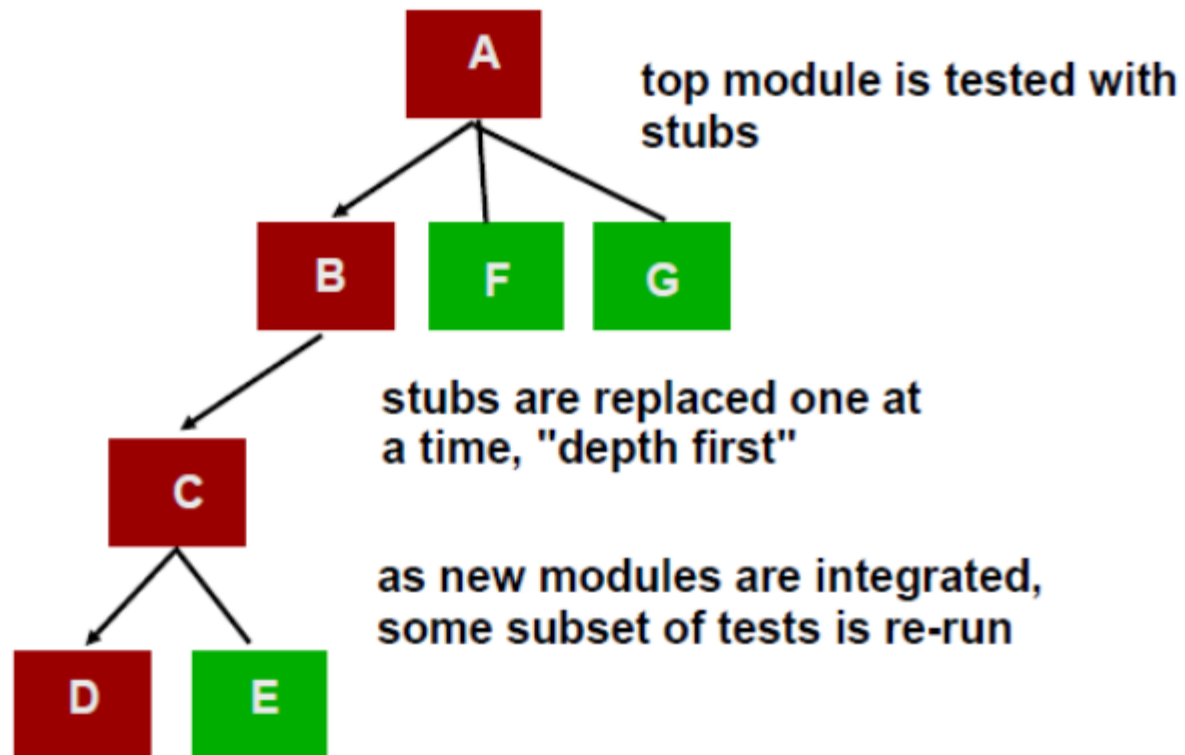 A
top module is tested with
stubs
B
F
G
stubs are replaced one at
a time, "depth first"
C
as new modules are integrated,
some subset of tests is re-run
D
E